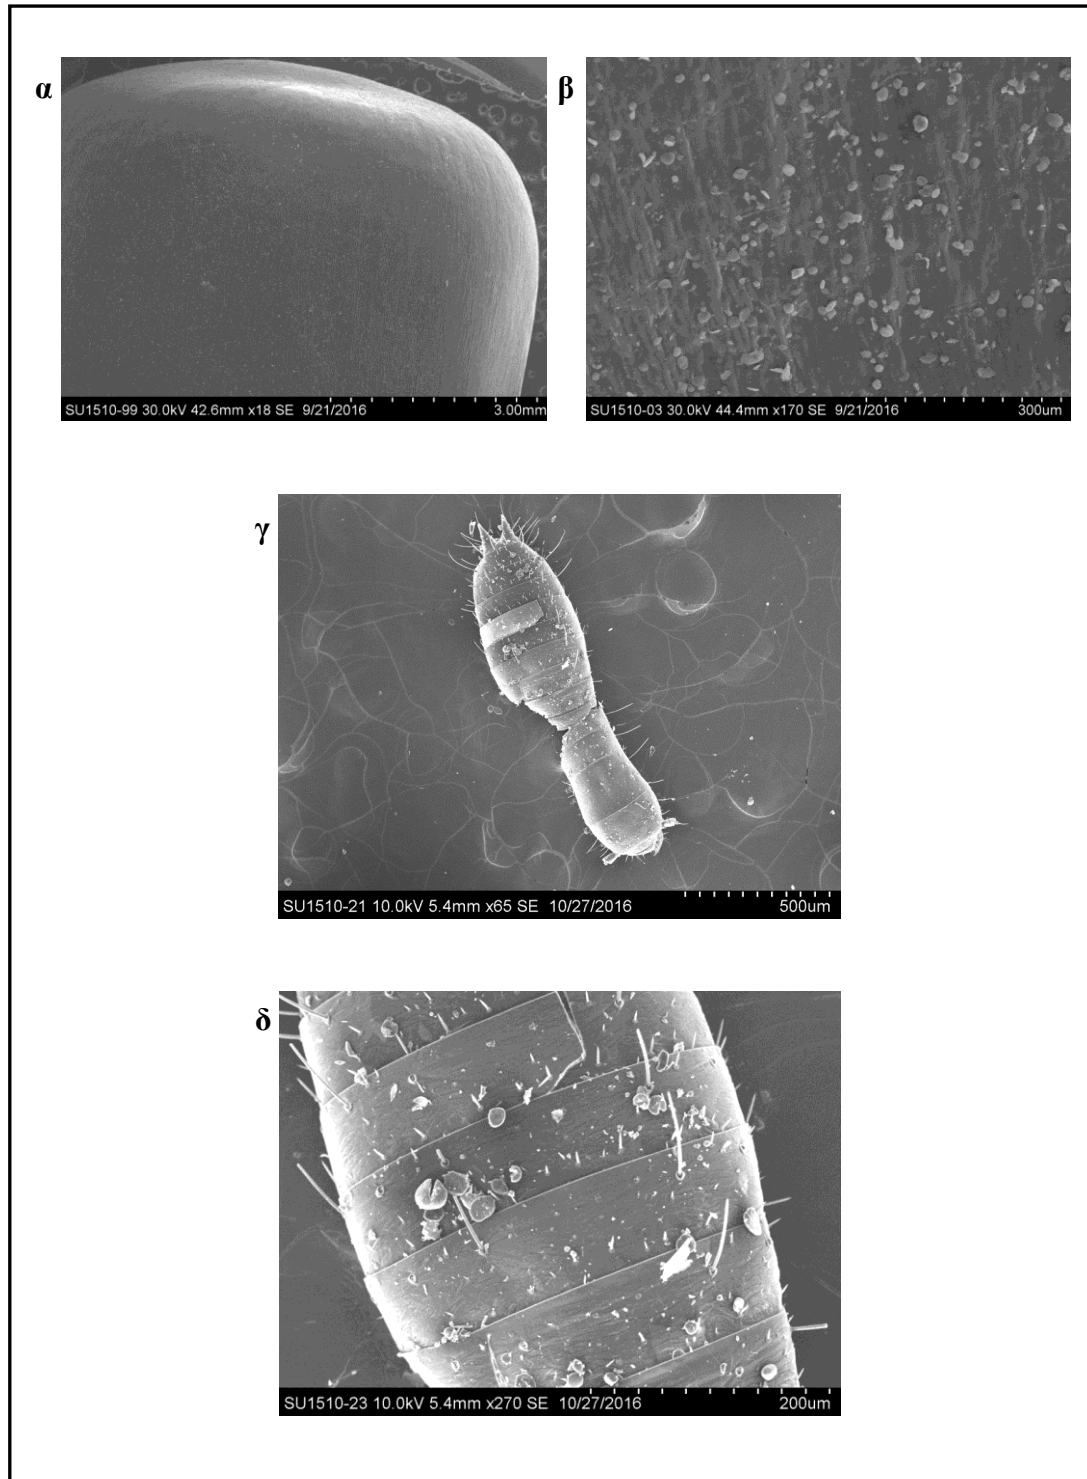 α
β
SU1510-99 30.0kV 42.6mm x18 SE 9/21/2016 3.00mm
SU1510-03 30.0kV 44.4mm x170 SE 9/21/2016 300um
γ
SU1510-21 10.0kV 5.4mm x65 SE 10/27/2016 500um
δ
SU1510-23 10.0kV 5.4mm x270 SE 10/27/2016 200um